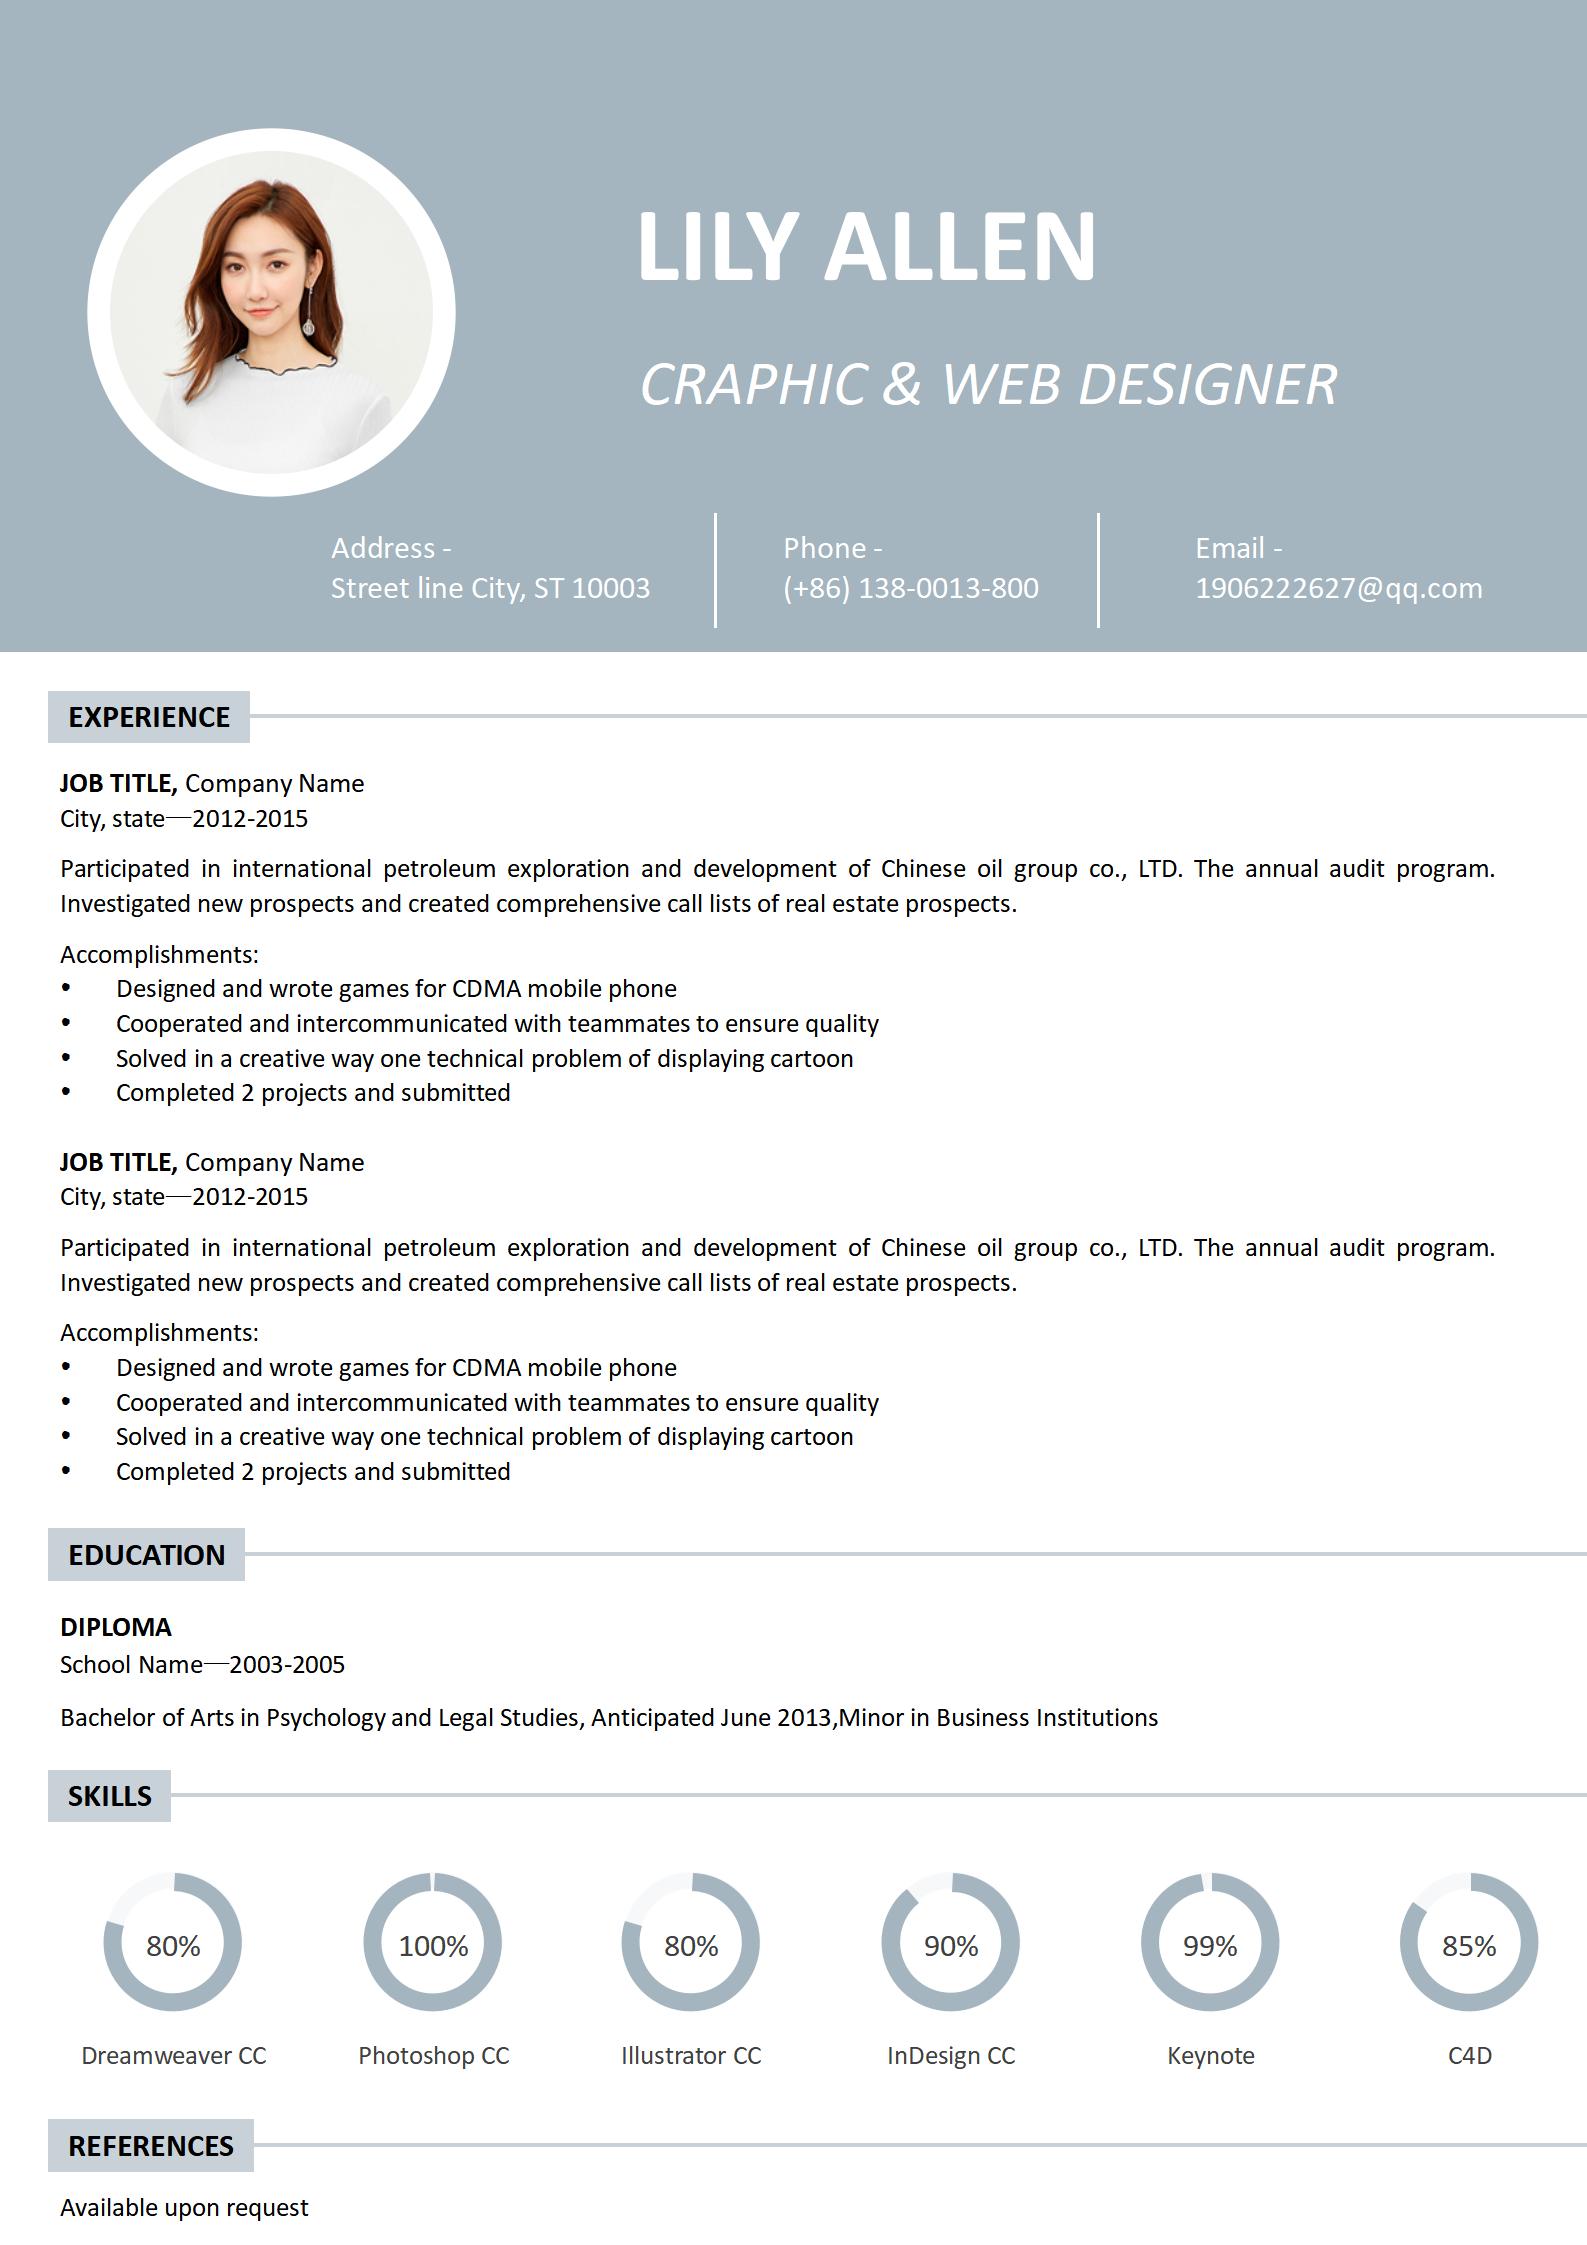 LILY ALLEN
CRAPHIC & WEB DESIGNER
Address -
Street line City, ST 10003
Phone -
(+86) 138-0013-800
Email -
1906222627@qq.com
EXPERIENCE
JOB TITLE, Company Name
City, state—2012-2015
Participated in international petroleum exploration and development of Chinese oil group co., LTD. The annual audit program.
Investigated new prospects and created comprehensive call lists of real estate prospects.
Accomplishments:
• Designed and wrote games for CDMA mobile phone
• Cooperated and intercommunicated with teammates to ensure quality
• Solved in a creative way one technical problem of displaying cartoon
• Completed 2 projects and submitted
JOB TITLE, Company Name
City, state—2012-2015
Participated in international petroleum exploration and development of Chinese oil group co., LTD. The annual audit program.
Investigated new prospects and created comprehensive call lists of real estate prospects.
Accomplishments:
• Designed and wrote games for CDMA mobile phone
• Cooperated and intercommunicated with teammates to ensure quality
• Solved in a creative way one technical problem of displaying cartoon
• Completed 2 projects and submitted
EDUCATION
DIPLOMA
School Name—2003-2005
Bachelor of Arts in Psychology and Legal Studies, Anticipated June 2013,Minor in Business Institutions
SKILLS
80%
Dreamweaver CC
100%
Photoshop CC
80%
Illustrator CC
90%
InDesign CC
99%
Keynote
85%
C4D
REFERENCES
Available upon request